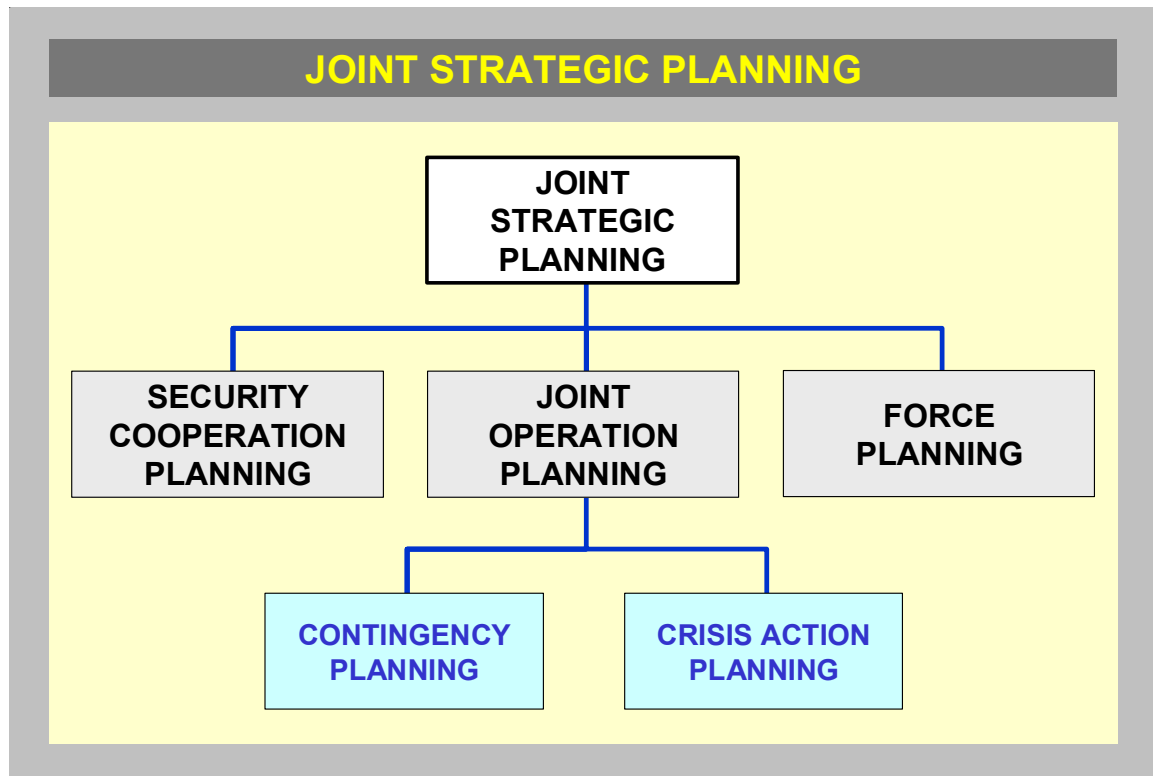 JOINT STRATEGIC PLANNING
JOINT
STRATEGIC
PLANNING
SECURITY
COOPERATION
PLANNING
JOINT
OPERATION
PLANNING
FORCE
PLANNING
CONTINGENCY
PLANNING
CRISIS ACTION
PLANNING